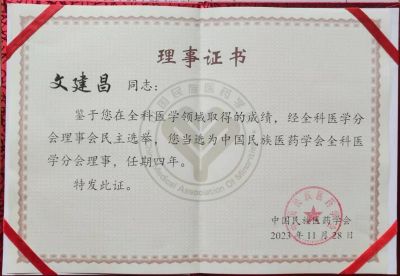 理事证书
文建昌 同志：
鉴于您在全科医学领域取得的成绩，经全科医学分
会理事会民主选举，您当选为中国民族医药学会全科医
学分会理事，任期四年。
特发此证。
中国民族医药学会
2023年11月28日